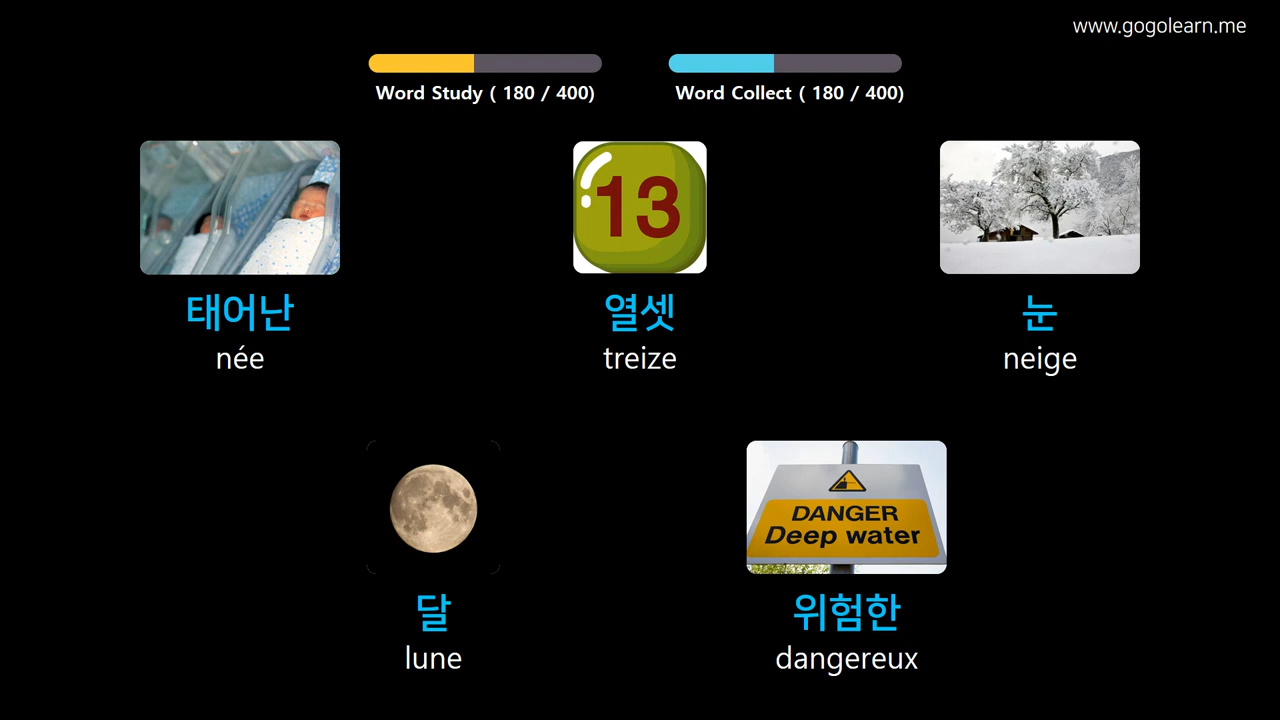 www.gogolearn.me
Word Study ( 180 / 400)
Word Collect ( 180 / 400)
13
태어난
née
열셋
treize
눈
neige
DANGER
Deep water
달
lune
위험한
dangereux